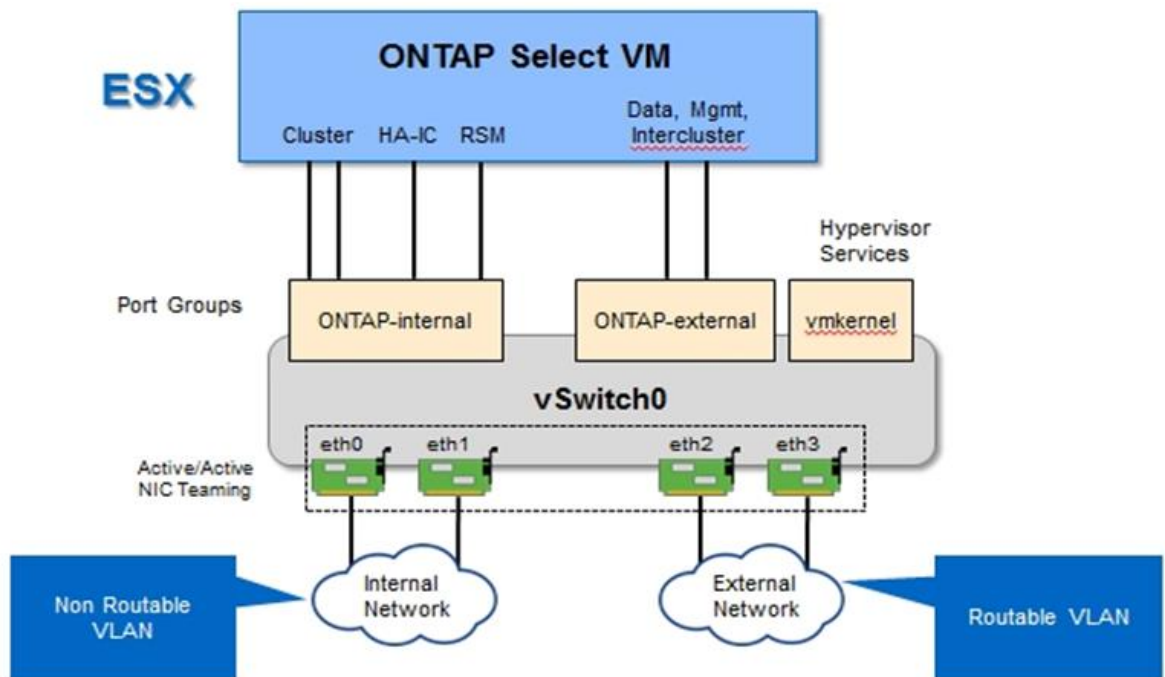 ONTAP Select VM
ESX
Cluster
HA-IC
RSM
Data, Mgmt,
Intercluster
Hypervisor
Services
Port Groups
ONTAP-internal
ONTAP-external
vmkernel
vSwitch0
eth0
eth1
eth2
eth3
Active/Active
NIC Teaming
Internal
Network
External
Network
Non Routable
VLAN
Routable VLAN